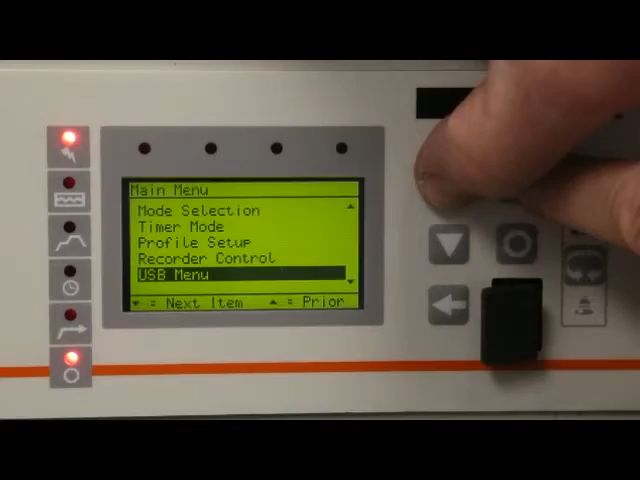 Main Menu
Mode Selection
Timer Mode
Profile Setup
Recorder Control
USB Menu
▼ = Next Item ▲ = Prior